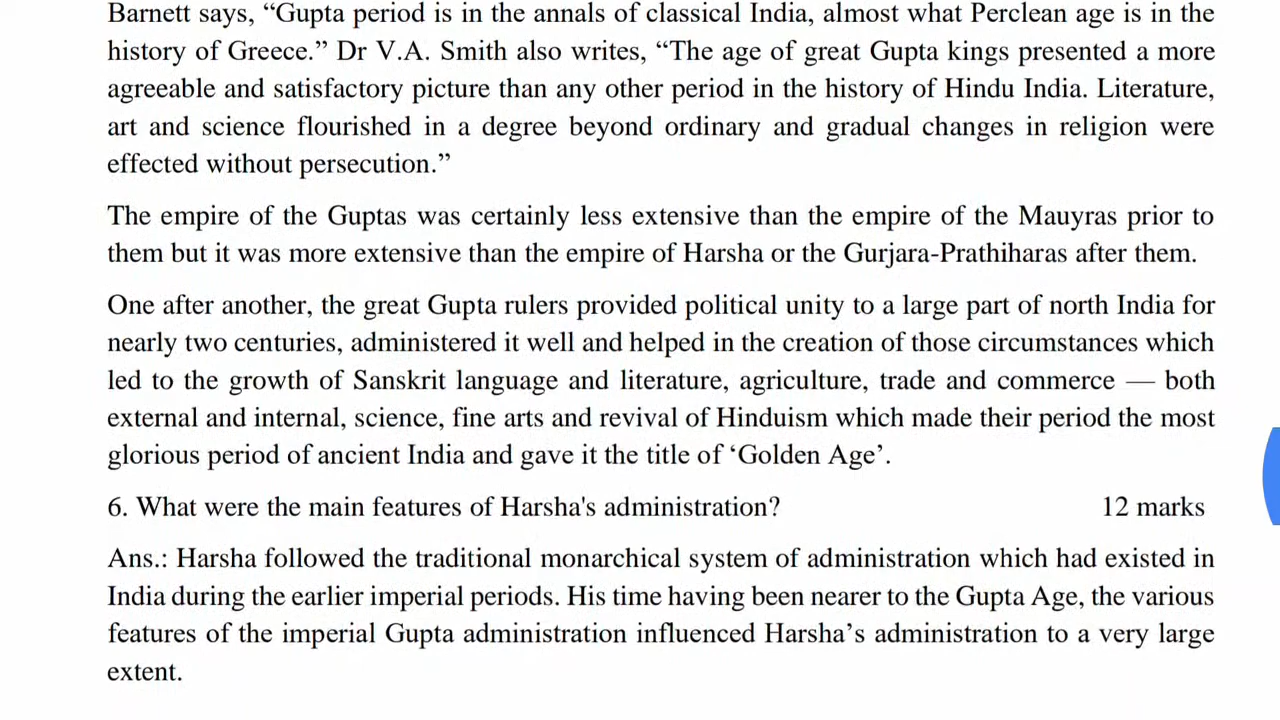 Barnett says, “Gupta period is in the annals of classical India, almost what Perclean age is in the
history of Greece.” Dr V.A. Smith also writes, “The age of great Gupta kings presented a more
agreeable and satisfactory picture than any other period in the history of Hindu India. Literature,
art and science flourished in a degree beyond ordinary and gradual changes in religion were
effected without persecution.”
The empire of the Guptas was certainly less extensive than the empire of the Mauyras prior to
them but it was more extensive than the empire of Harsha or the Gurjara-Prathiharas after them.
One after another, the great Gupta rulers provided political unity to a large part of north India for
nearly two centuries, administered it well and helped in the creation of those circumstances which
led to the growth of Sanskrit language and literature, agriculture, trade and commerce — both
external and internal, science, fine arts and revival of Hinduism which made their period the most
glorious period of ancient India and gave it the title of ‘Golden Age’.
6. What were the main features of Harsha's administration? 12 marks
Ans.: Harsha followed the traditional monarchical system of administration which had existed in
India during the earlier imperial periods. His time having been nearer to the Gupta Age, the various
features of the imperial Gupta administration influenced Harsha’s administration to a very large
extent.